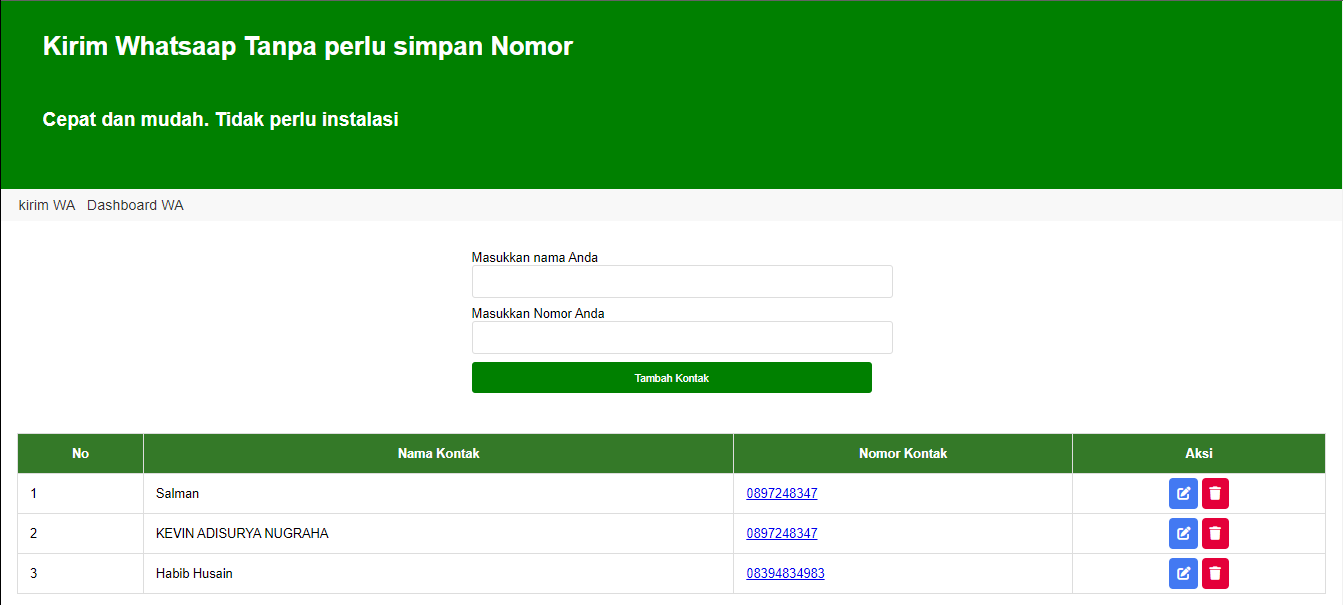 Kirim Whatsaap Tanpa perlu simpan Nomor
Cepat dan mudah. Tidak perlu instalasi
kirim WA Dashboard WA
Masukkan nama Anda
Masukkan Nomor Anda
Tambah Kontak
No Nama Kontak Nomor Kontak Aksi
1 Salman 0897248347
2 KEVIN ADISURYA NUGRAHA 0897248347
3 Habib Husain 08394834983